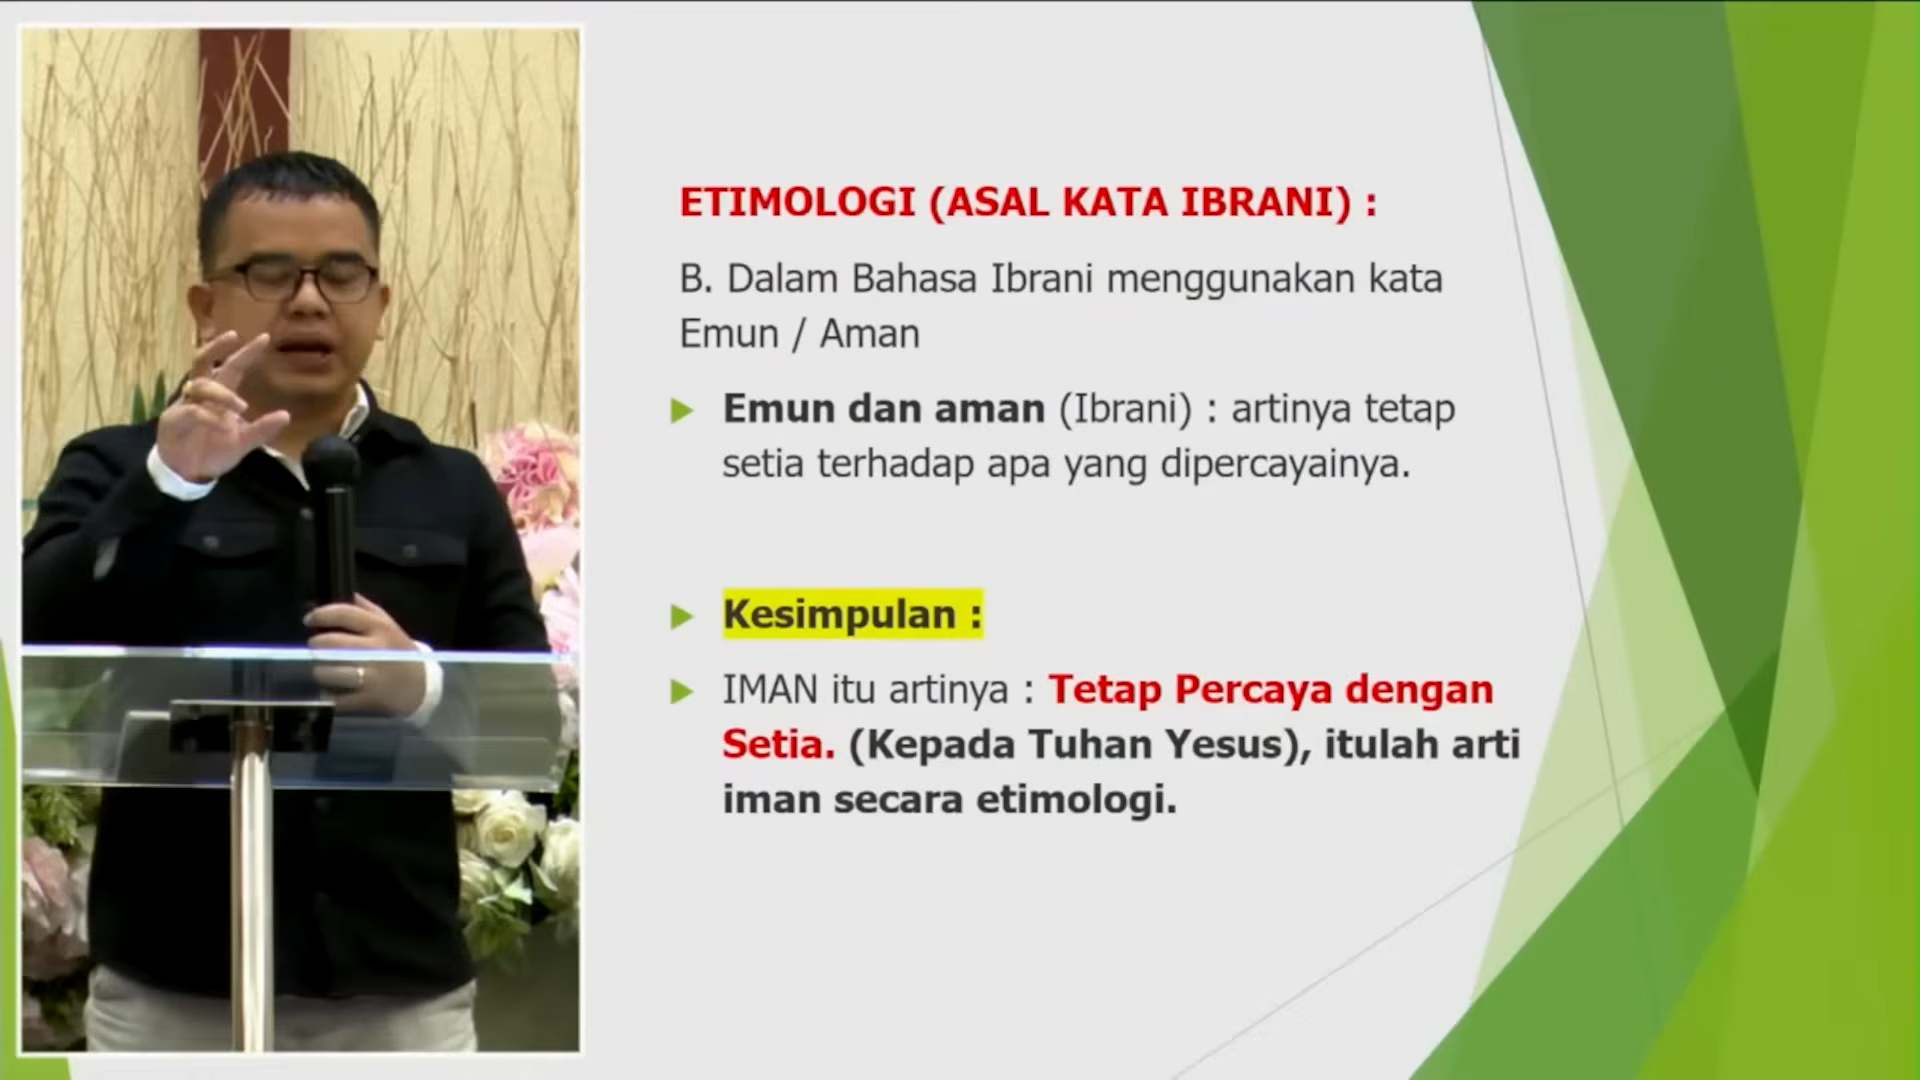 ETIMOLOGI (ASAL KATA IBRANI) :
B. Dalam Bahasa Ibrani menggunakan kata
Emun / Aman
Emun dan aman (Ibrani) : artinya tetap
setia terhadap apa yang dipercayainya.
Kesimpulan :
IMAN itu artinya : Tetap Percaya dengan
Setia. (Kepada Tuhan Yesus), itulah arti
iman secara etimologi.